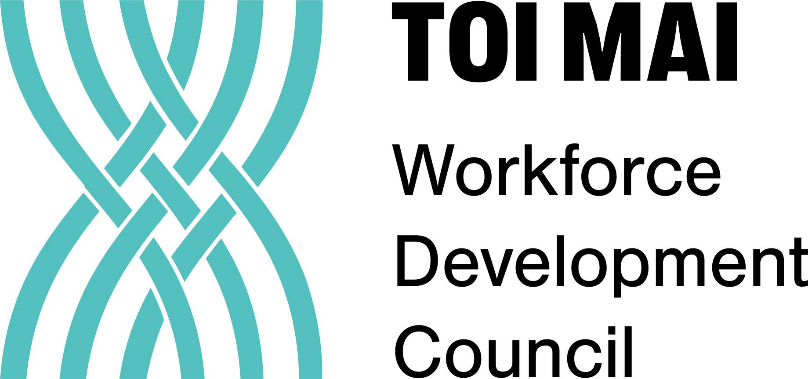 TOI MAI
Workforce
Development
Council